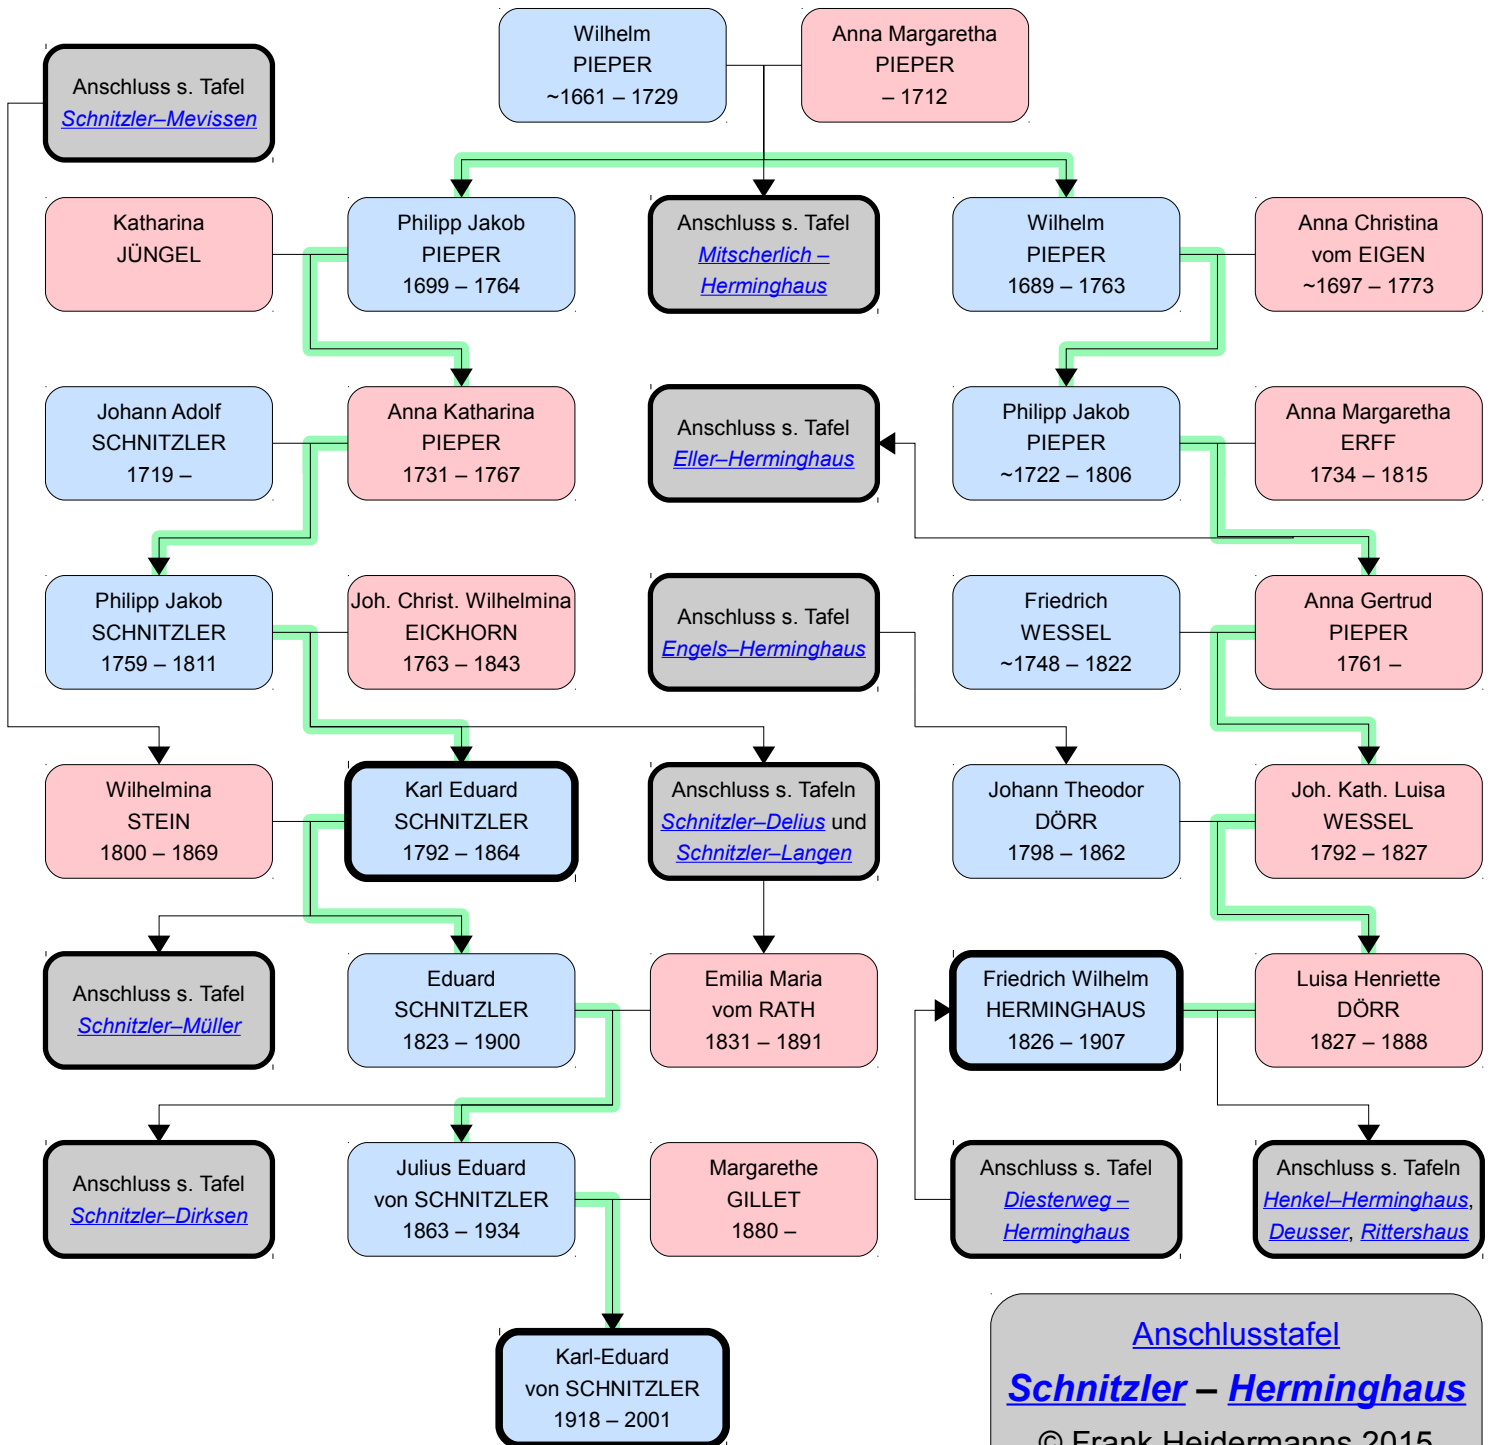 Wilhelm
PIEPER
~1661 – 1729
Anna Margaretha
PIEPER
– 1712
Anschluss s. Tafel
Schnitzler–Mevissen
Katharina
JÜNGEL
Philipp Jakob
PIEPER
1699 – 1764
Anschluss s. Tafel
Mitscherlich –
Herminghaus
Wilhelm
PIEPER
1689 – 1763
Anna Christina
vom EIGEN
~1697 – 1773
Johann Adolf
SCHNITZLER
1719 –
Anna Katharina
PIEPER
1731 – 1767
Anschluss s. Tafel
Eller–Herminghaus
Philipp Jakob
PIEPER
~1722 – 1806
Anna Margaretha
ERFF
1734 – 1815
Philipp Jakob
SCHNITZLER
1759 – 1811
Joh. Christ. Wilhelmina
EICKHORN
1763 – 1843
Anschluss s. Tafel
Engels–Herminghaus
Friedrich
WESSEL
~1748 – 1822
Anna Gertrud
PIEPER
1761 –
Wilhelmina
STEIN
1800 – 1869
Karl Eduard
SCHNITZLER
1792 – 1864
Anschluss s. Tafeln
Schnitzler–Delius und
Schnitzler–Langen
Johann Theodor
DÖRR
1798 – 1862
Joh. Kath. Luisa
WESSEL
1792 – 1827
Anschluss s. Tafel
Schnitzler–Müller
Eduard
SCHNITZLER
1823 – 1900
Emilia Maria
vom RATH
1831 – 1891
Friedrich Wilhelm
HERMINGHAUS
1826 – 1907
Luisa Henriette
DÖRR
1827 – 1888
Anschluss s. Tafel
Schnitzler–Dirksen
Julius Eduard
von SCHNITZLER
1863 – 1934
Margarethe
GILLET
1880 –
Anschluss s. Tafel
Diesterweg –
Herminghaus
Anschluss s. Tafeln
Henkel–Herminghaus,
Deusser, Rittershaus
Karl-Eduard
von SCHNITZLER
1918 – 2001
Anschlusstafel
Schnitzler – Herminghaus
© Frank Heidermanns 2015